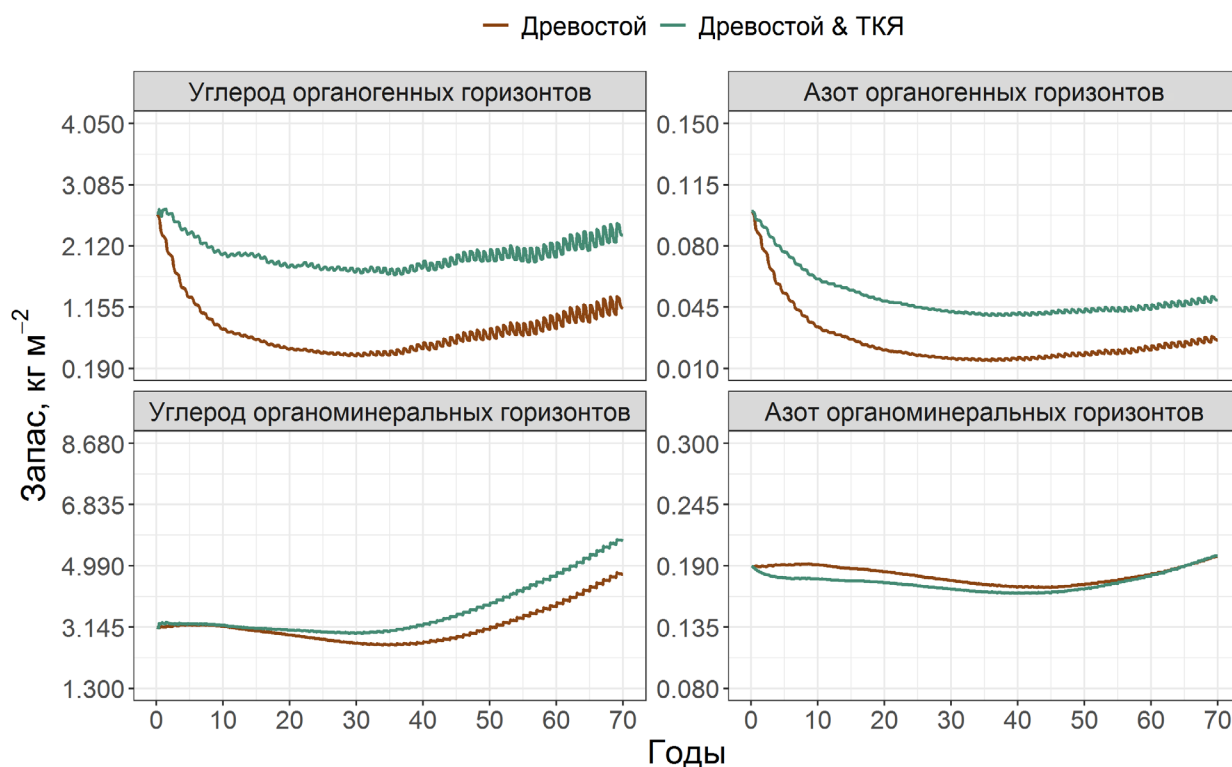 Древостой Древостой & ТКЯ
Углерод органогенных горизонтов
4.050
3.085
2.120
1.155
0.190
Азот органогенных горизонтов
0.150
0.115
0.080
0.045
0.010
Запас, кг м⁻²
Углерод органоминеральных горизонтов
8.680
6.835
4.990
3.145
1.300
0 10 20 30 40 50 60 70
Азот органоминеральных горизонтов
0.300
0.245
0.190
0.135
0.080
0 10 20 30 40 50 60 70
Годы